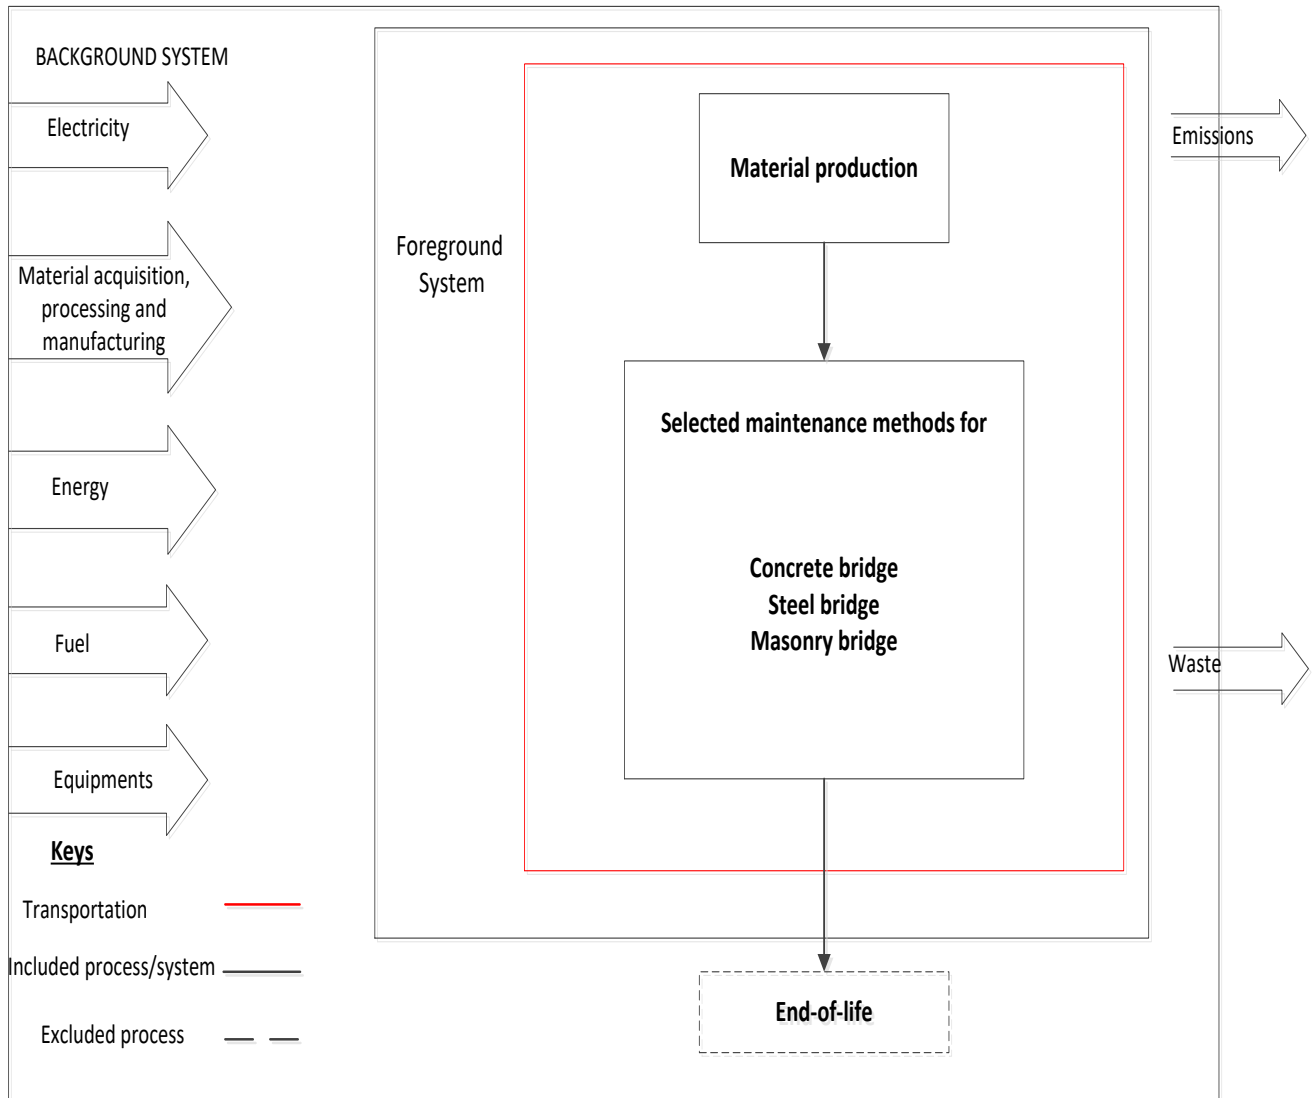 BACKGROUND SYSTEM
Electricity
Material acquisition,
processing and
manufacturing
Energy
Fuel
Equipments
Keys
Transportation
Included process/system
Excluded process
Foreground
System
Material production
Selected maintenance methods for
Concrete bridge
Steel bridge
Masonry bridge
End-of-life
Emissions
Waste